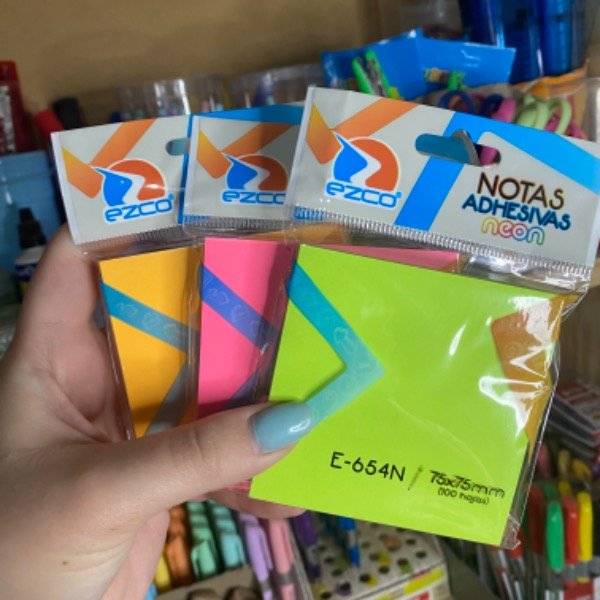 ezco
ezco
ezco
NOTAS
ADHESIVAS
neon
E-654N
75x75mm
(100 hojas)